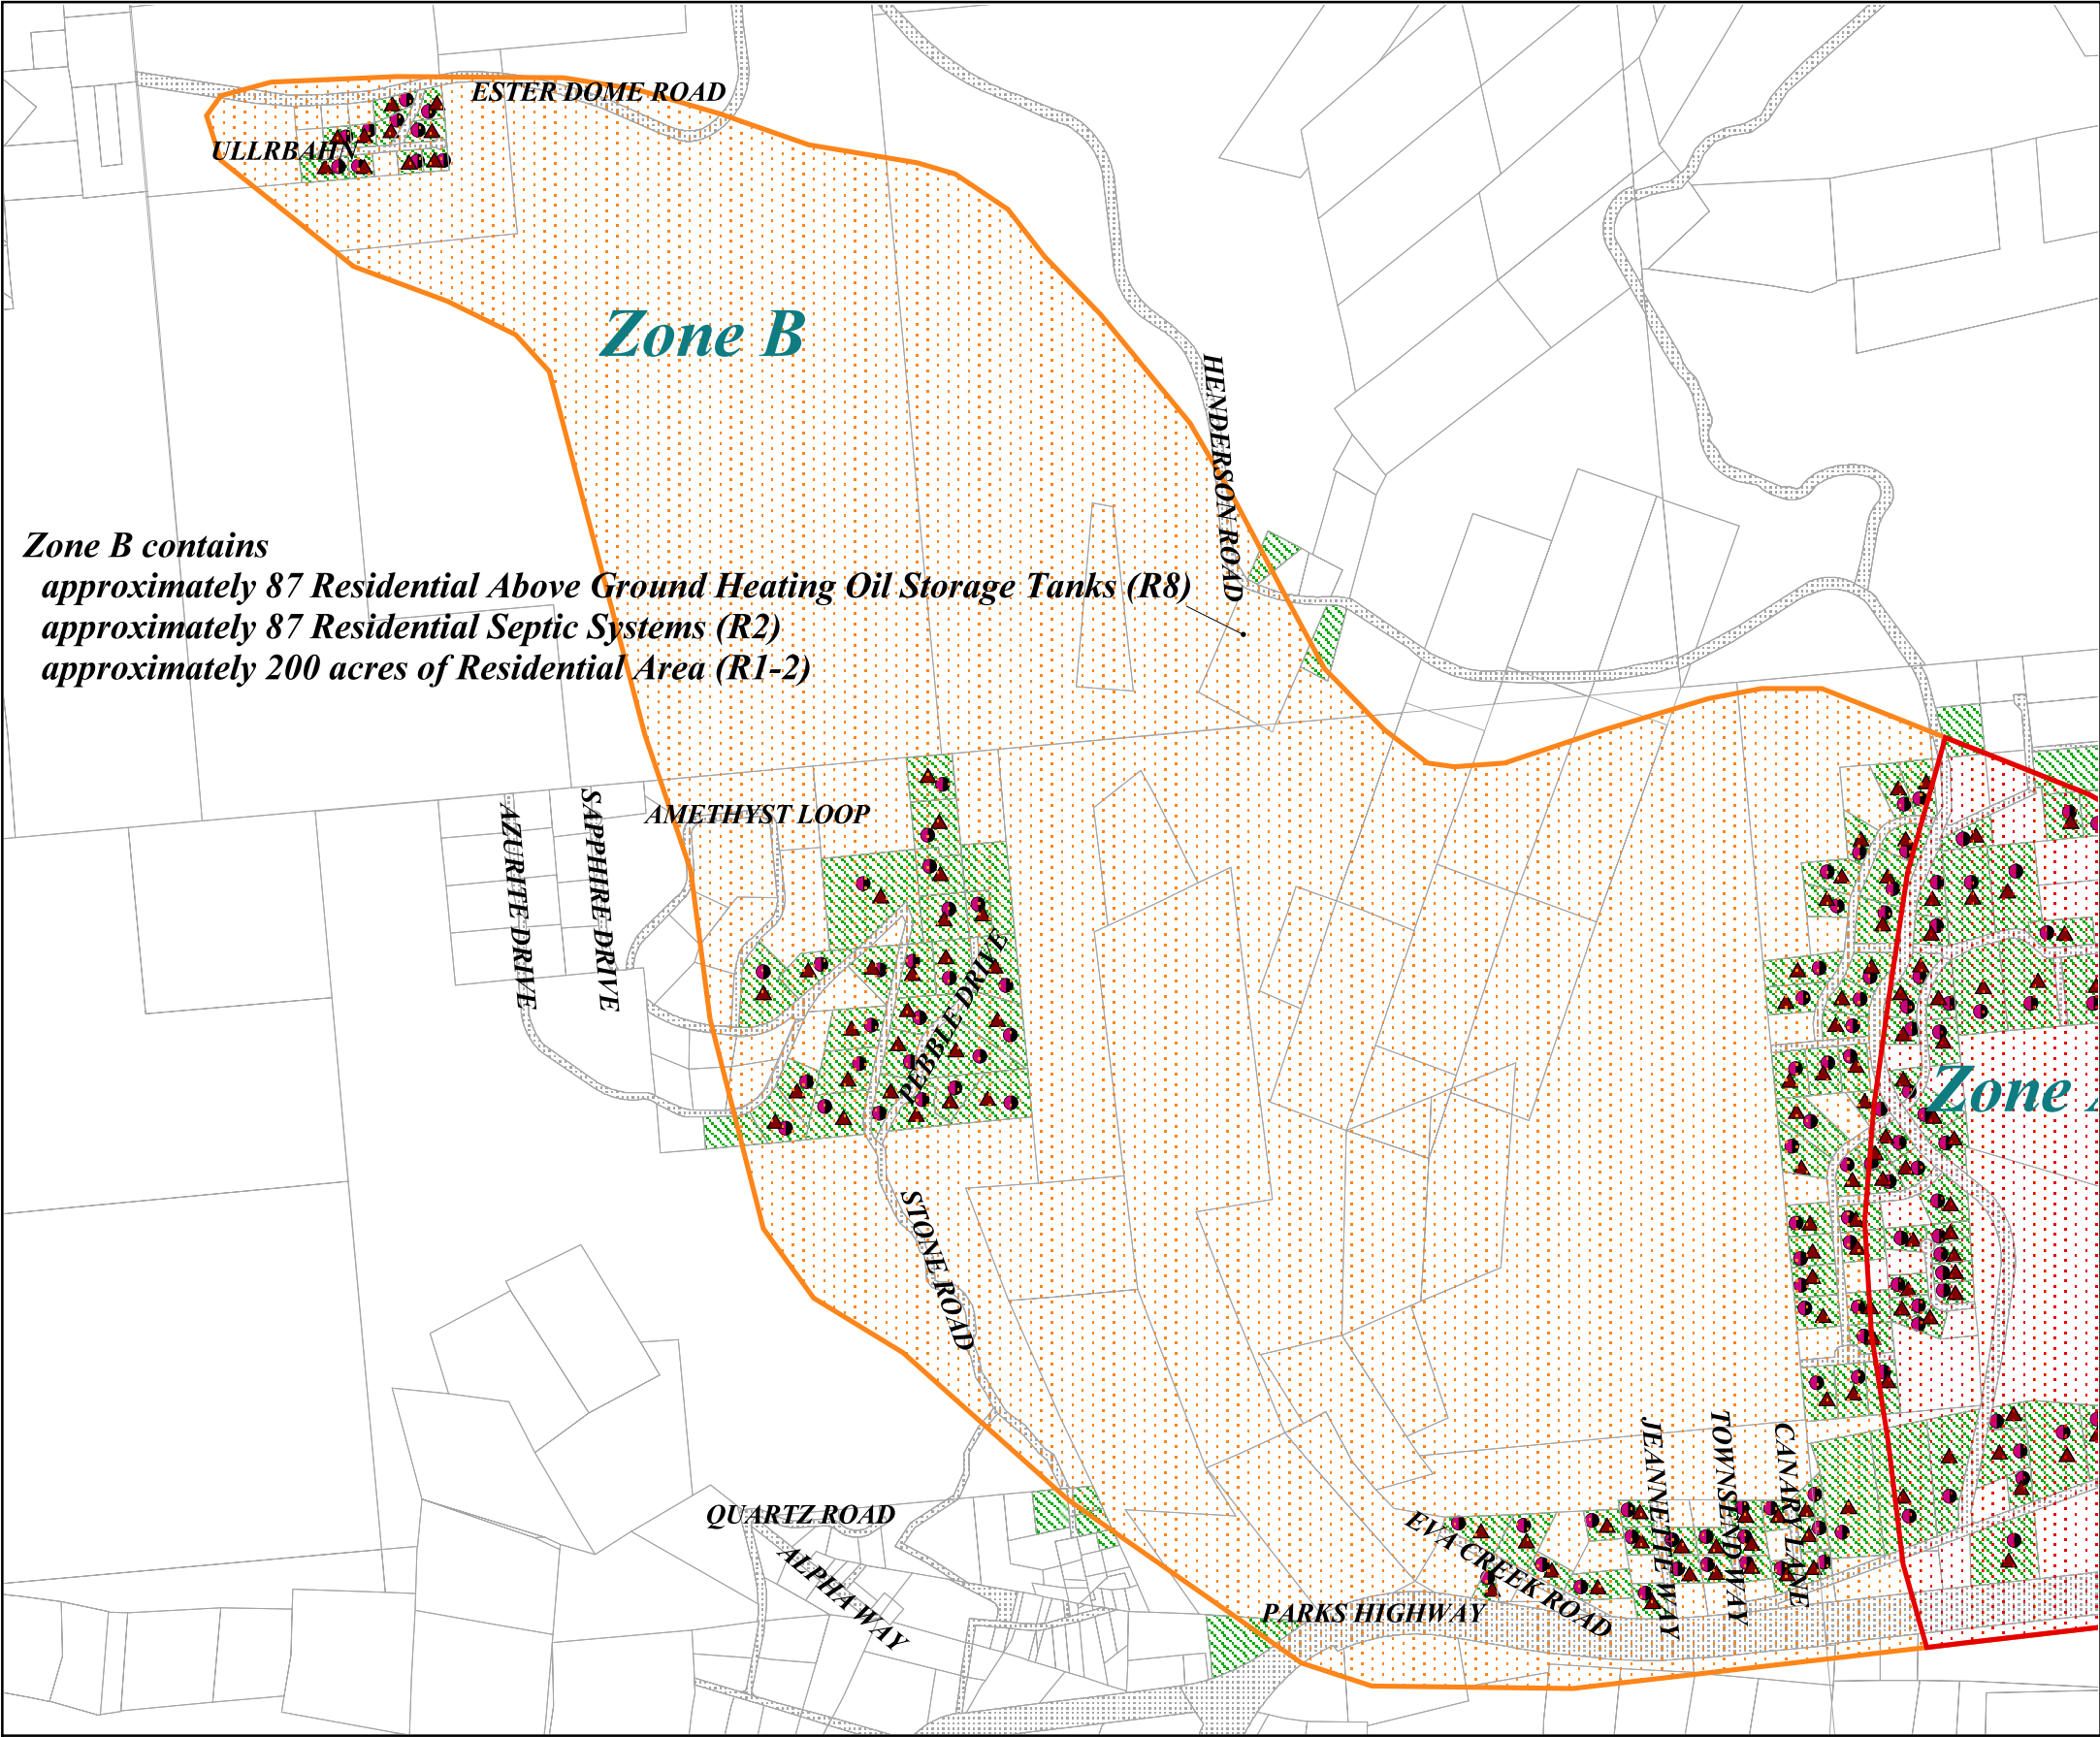 ESTER DOME ROAD
ULLRBAHN
Zone B
HENDERSON ROAD
Zone B contains
approximately 87 Residential Above Ground Heating Oil Storage Tanks (R8)
approximately 87 Residential Septic Systems (R2)
approximately 200 acres of Residential Area (R1-2)
AZURITE DRIVE
SAPPHIRE DRIVE
AMETHYST LOOP
PEBBLE DRIVE
Zone
STONE ROAD
QUARTZ ROAD
ALPHA WAY
EVA CREEK ROAD
JEANNETTE WAY
TOWNSEND WAY
CANARY LANE
PARKS HIGHWAY